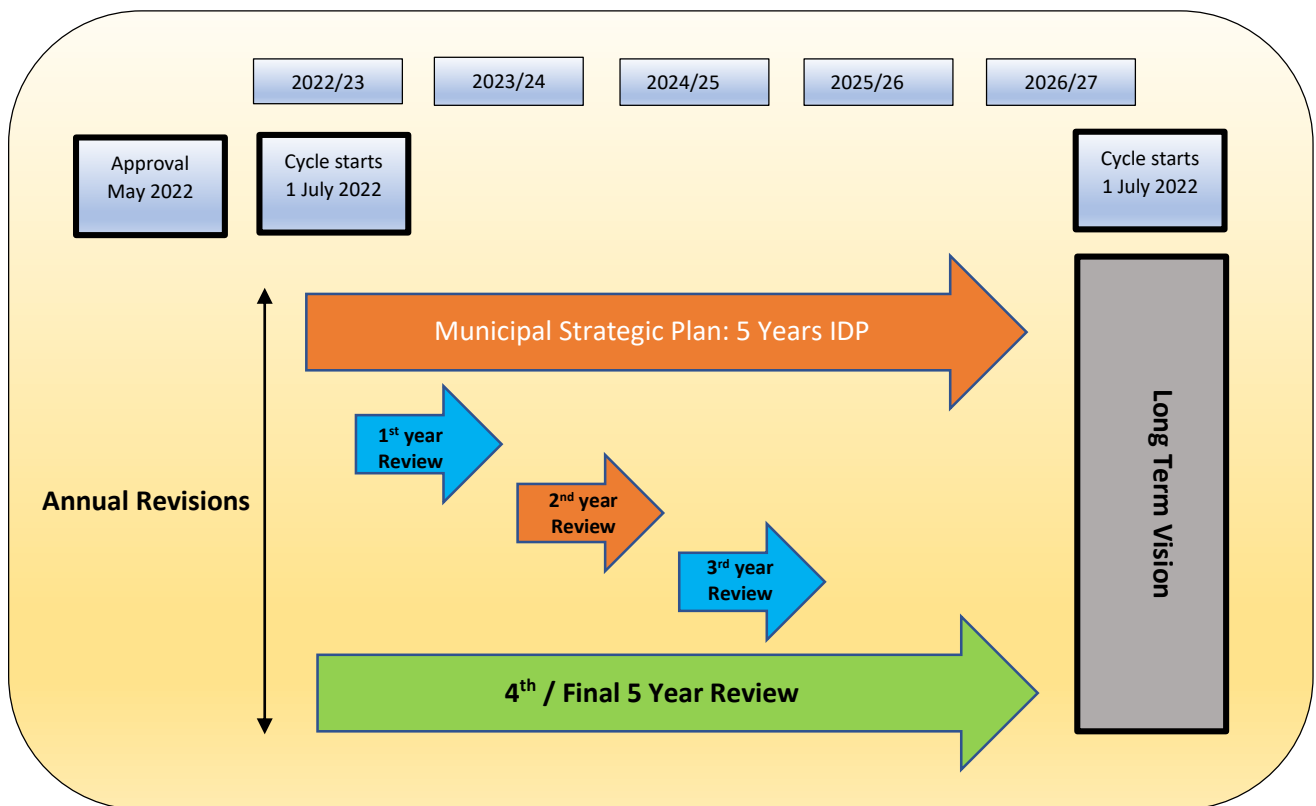 2022/23
2023/24
2024/25
2025/26
2026/27
Approval
May 2022
Cycle starts
1 July 2022
Cycle starts
1 July 2022
Municipal Strategic Plan: 5 Years IDP
1st year
Review
Annual Revisions
2nd year
Review
3rd year
Review
4th / Final 5 Year Review
Long Term Vision